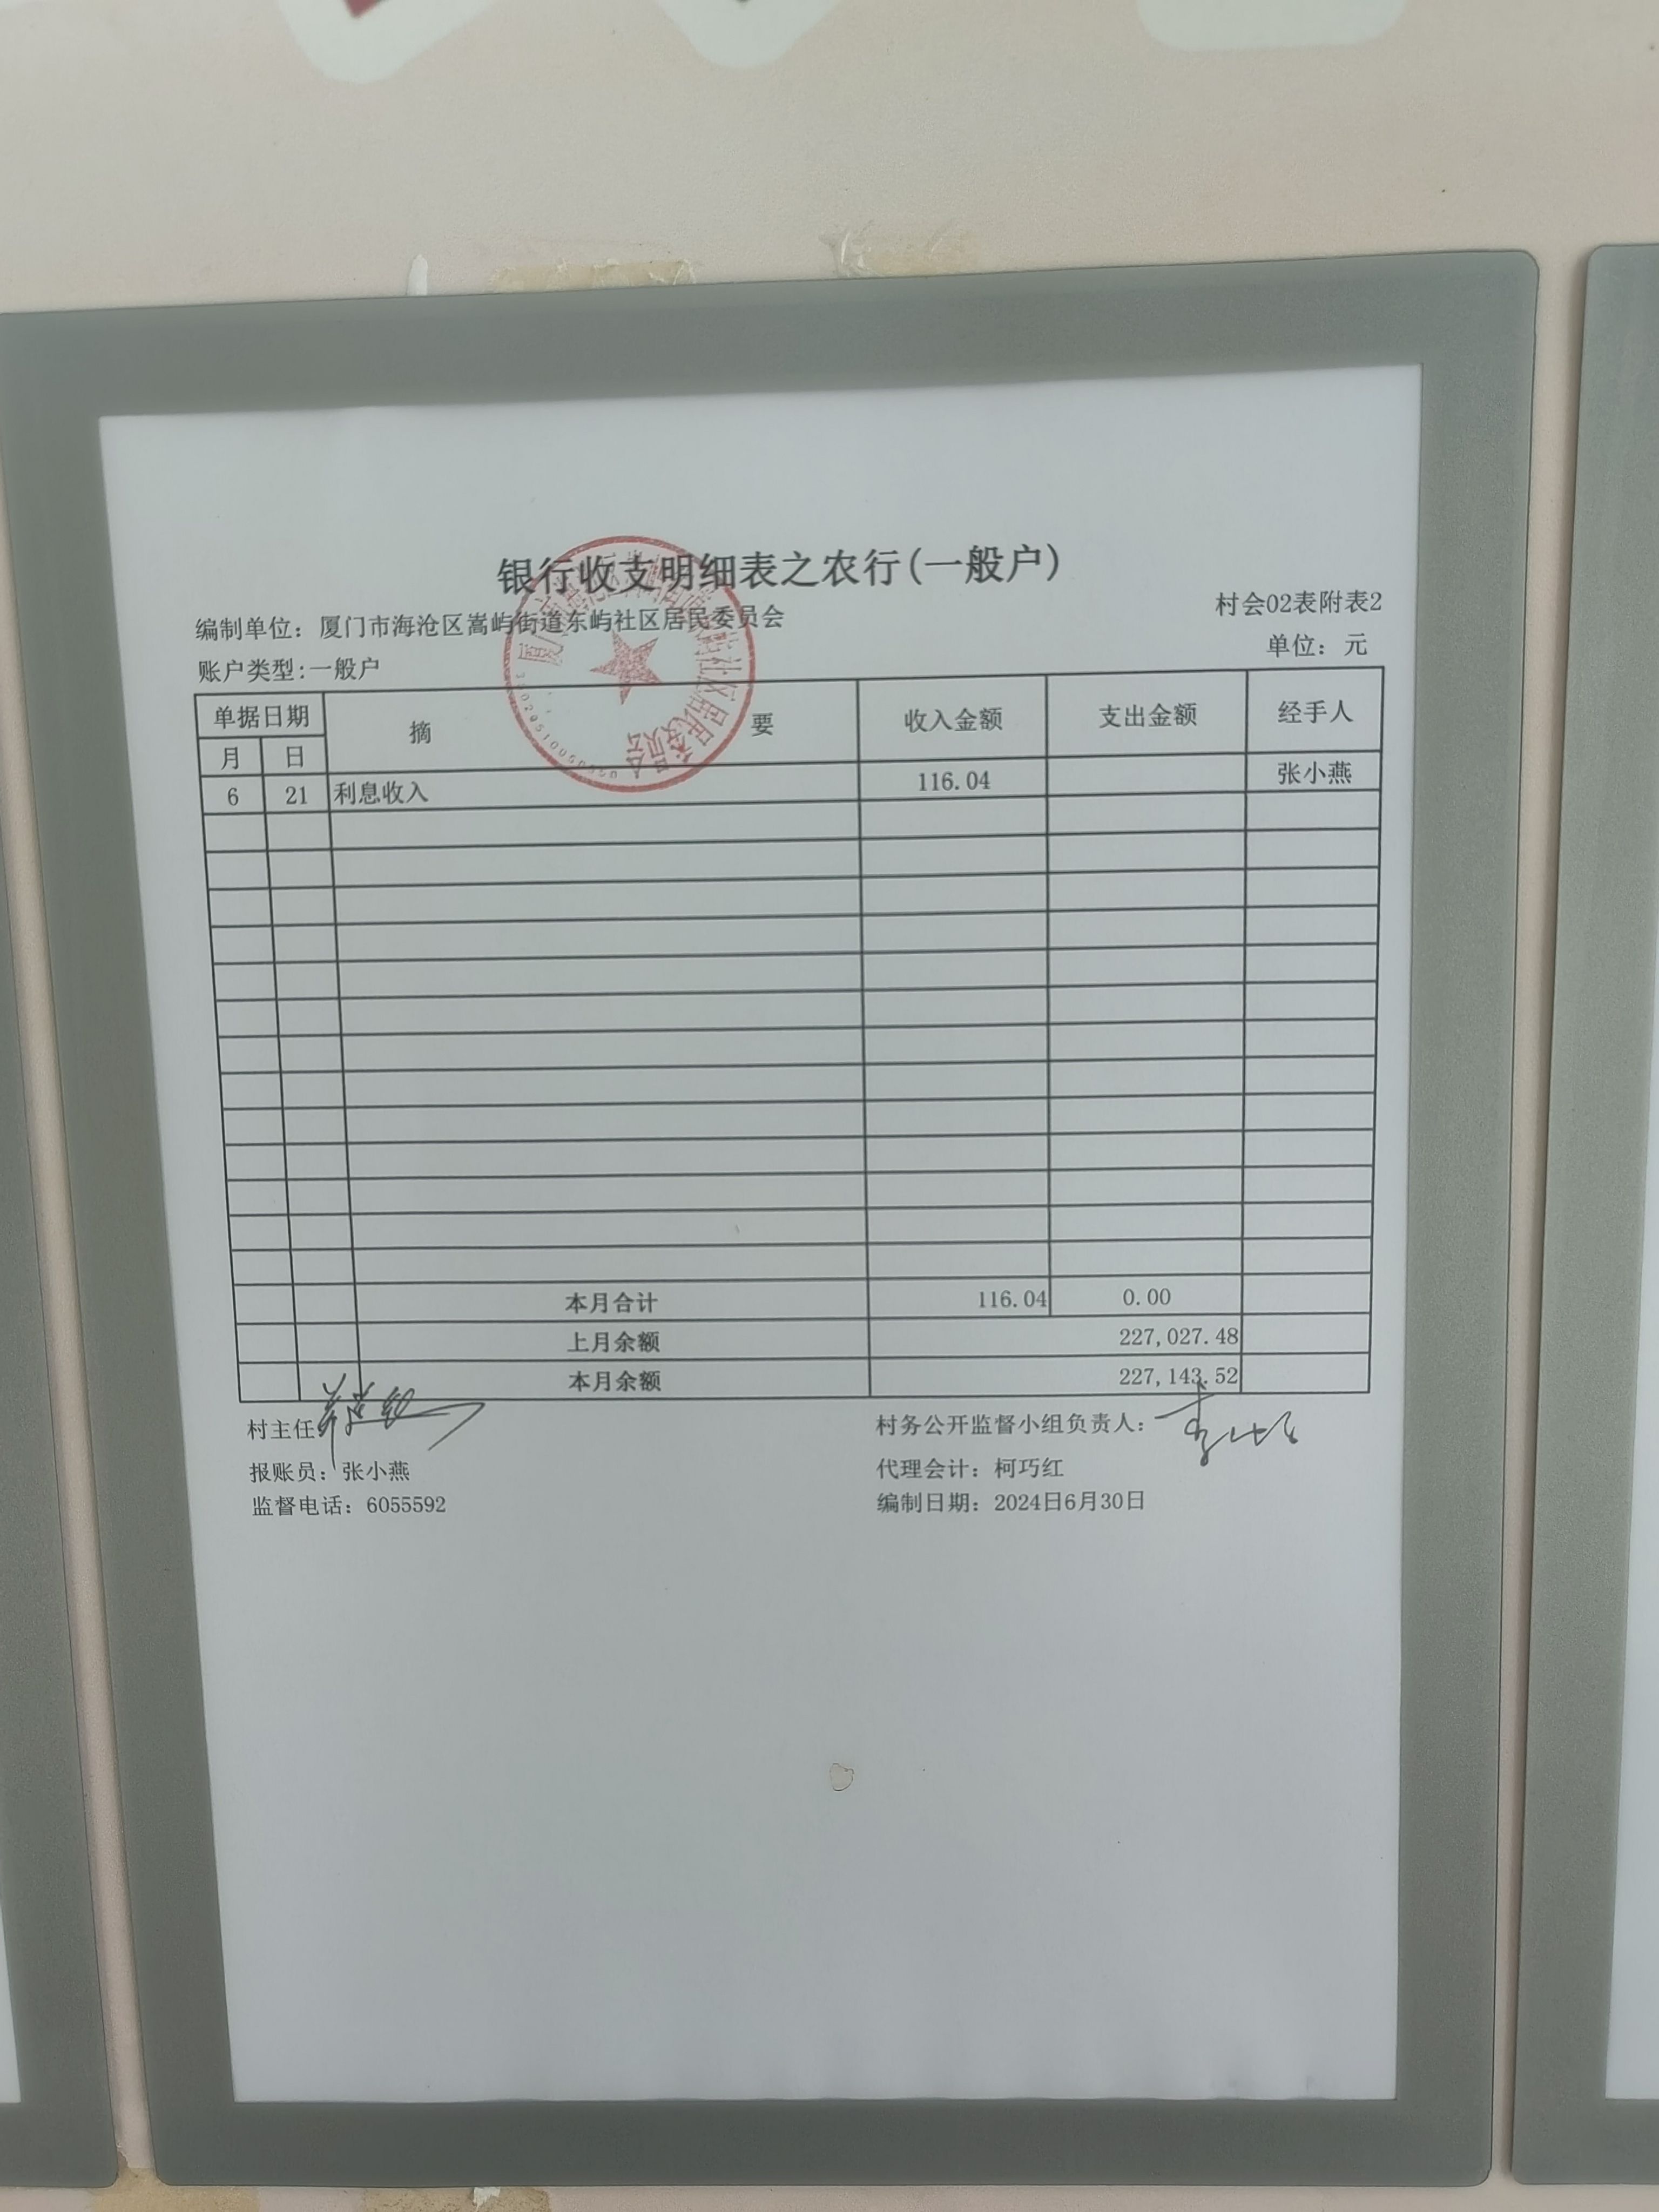 银行收支明细表之农行(一般户)
村会02表附表2
编制单位：厦门市海沧区嵩屿街道东屿社区居民委员会
单位：元
账户类型:一般户
单据日期 摘 要 收入金额 支出金额 经手人
月 日
6 21 利息收入 116.04 张小燕
本月合计 116.04 0.00
上月余额 227,027.48
本月余额 227,143.52
村主任 村务公开监督小组负责人：
报账员：张小燕 代理会计：柯巧红
监督电话：6055592 编制日期：2024日6月30日